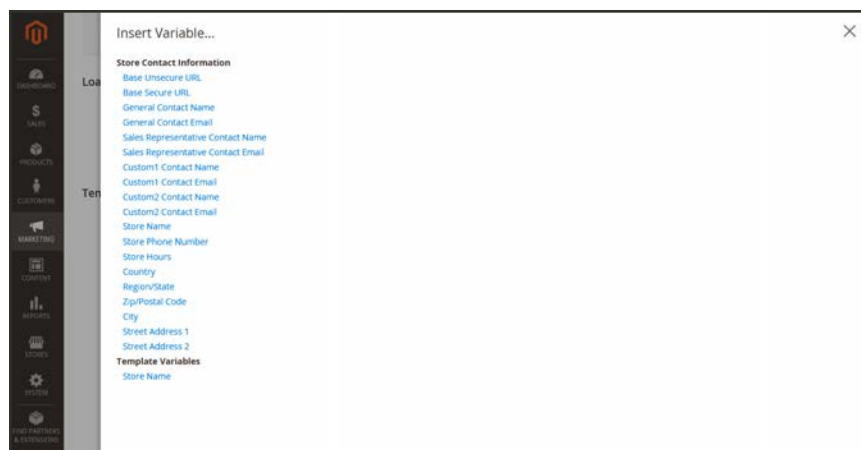 Insert Variable...
Store Contact Information
Base Unsecure URL
Base Secure URL
General Contact Name
General Contact Email
Sales Representative Contact Name
Sales Representative Contact Email
Custom1 Contact Name
Custom1 Contact Email
Custom2 Contact Name
Custom2 Contact Email
Store Name
Store Phone Number
Store Hours
Country
Region/State
Zip/Postal Code
City
Street Address 1
Street Address 2
Template Variables
Store Name
DASHBOARD
SALES
PRODUCTS
CUSTOMERS
MARKETING
CONTENT
REPORTS
STORES
SYSTEM
FIND PARTNERS
& EXTENSIONS
Loa
Tem